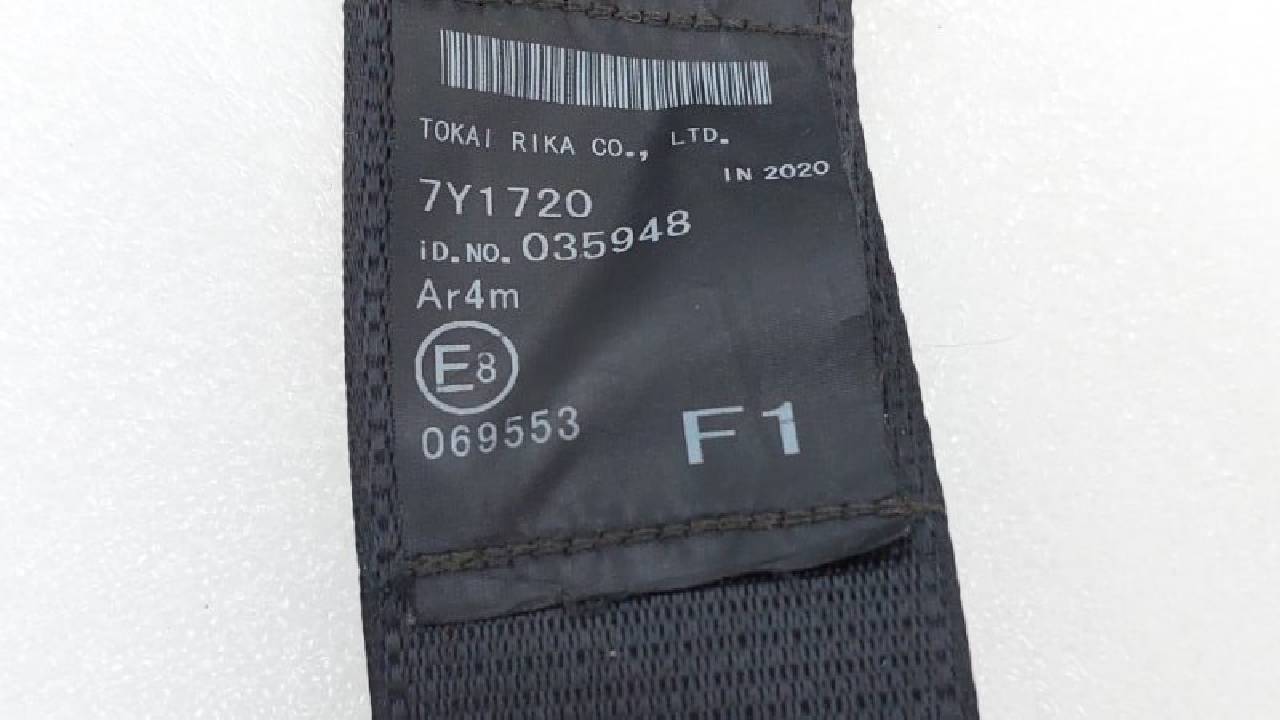 TOKAI RIKA CO., LTD.
IN 2020
7Y1720
iD.NO. 035948
Ar4m
E8
069553
F1